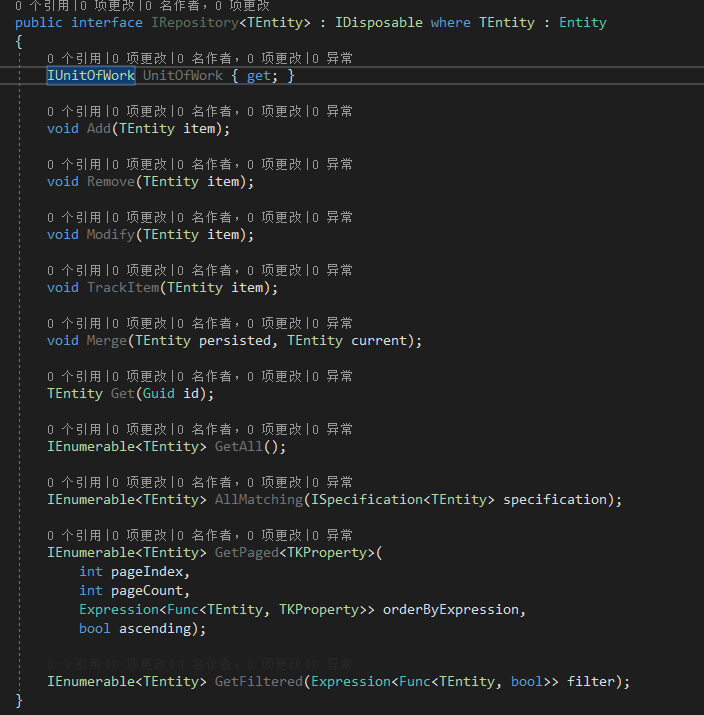 0 个引用|0 项更改|0 名作者，0 项更改
public interface IRepository<TEntity> : IDisposable where TEntity : Entity
{
0 个引用|0 项更改|0 名作者，0 项更改|0 异常
IUnitOfWork UnitOfWork { get; }
0 个引用|0 项更改|0 名作者，0 项更改|0 异常
void Add(TEntity item);
0 个引用|0 项更改|0 名作者，0 项更改|0 异常
void Remove(TEntity item);
0 个引用|0 项更改|0 名作者，0 项更改|0 异常
void Modify(TEntity item);
0 个引用|0 项更改|0 名作者，0 项更改|0 异常
void TrackItem(TEntity item);
0 个引用|0 项更改|0 名作者，0 项更改|0 异常
void Merge(TEntity persisted, TEntity current);
0 个引用|0 项更改|0 名作者，0 项更改|0 异常
TEntity Get(Guid id);
0 个引用|0 项更改|0 名作者，0 项更改|0 异常
IEnumerable<TEntity> GetAll();
0 个引用|0 项更改|0 名作者，0 项更改|0 异常
IEnumerable<TEntity> AllMatching(ISpecification<TEntity> specification);
0 个引用|0 项更改|0 名作者，0 项更改|0 异常
IEnumerable<TEntity> GetPaged<TKProperty>(
int pageIndex,
int pageCount,
Expression<Func<TEntity, TKProperty>> orderByExpression,
bool ascending);
0 个引用|0 项更改|0 名作者，0 项更改|0 异常
IEnumerable<TEntity> GetFiltered(Expression<Func<TEntity, bool>> filter);
}